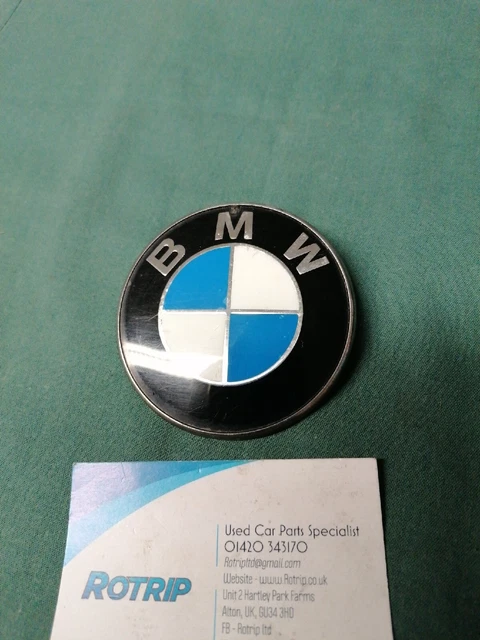 BMW
ROTRIP
Used Car Parts Specialist
01420 343170
Rotripltd@gmail.com
Website - www.Rotrip.co.uk
Unit 2 Hartley Park Farms
Alton, UK, GU34 3HD
FB - Rotrip ltd